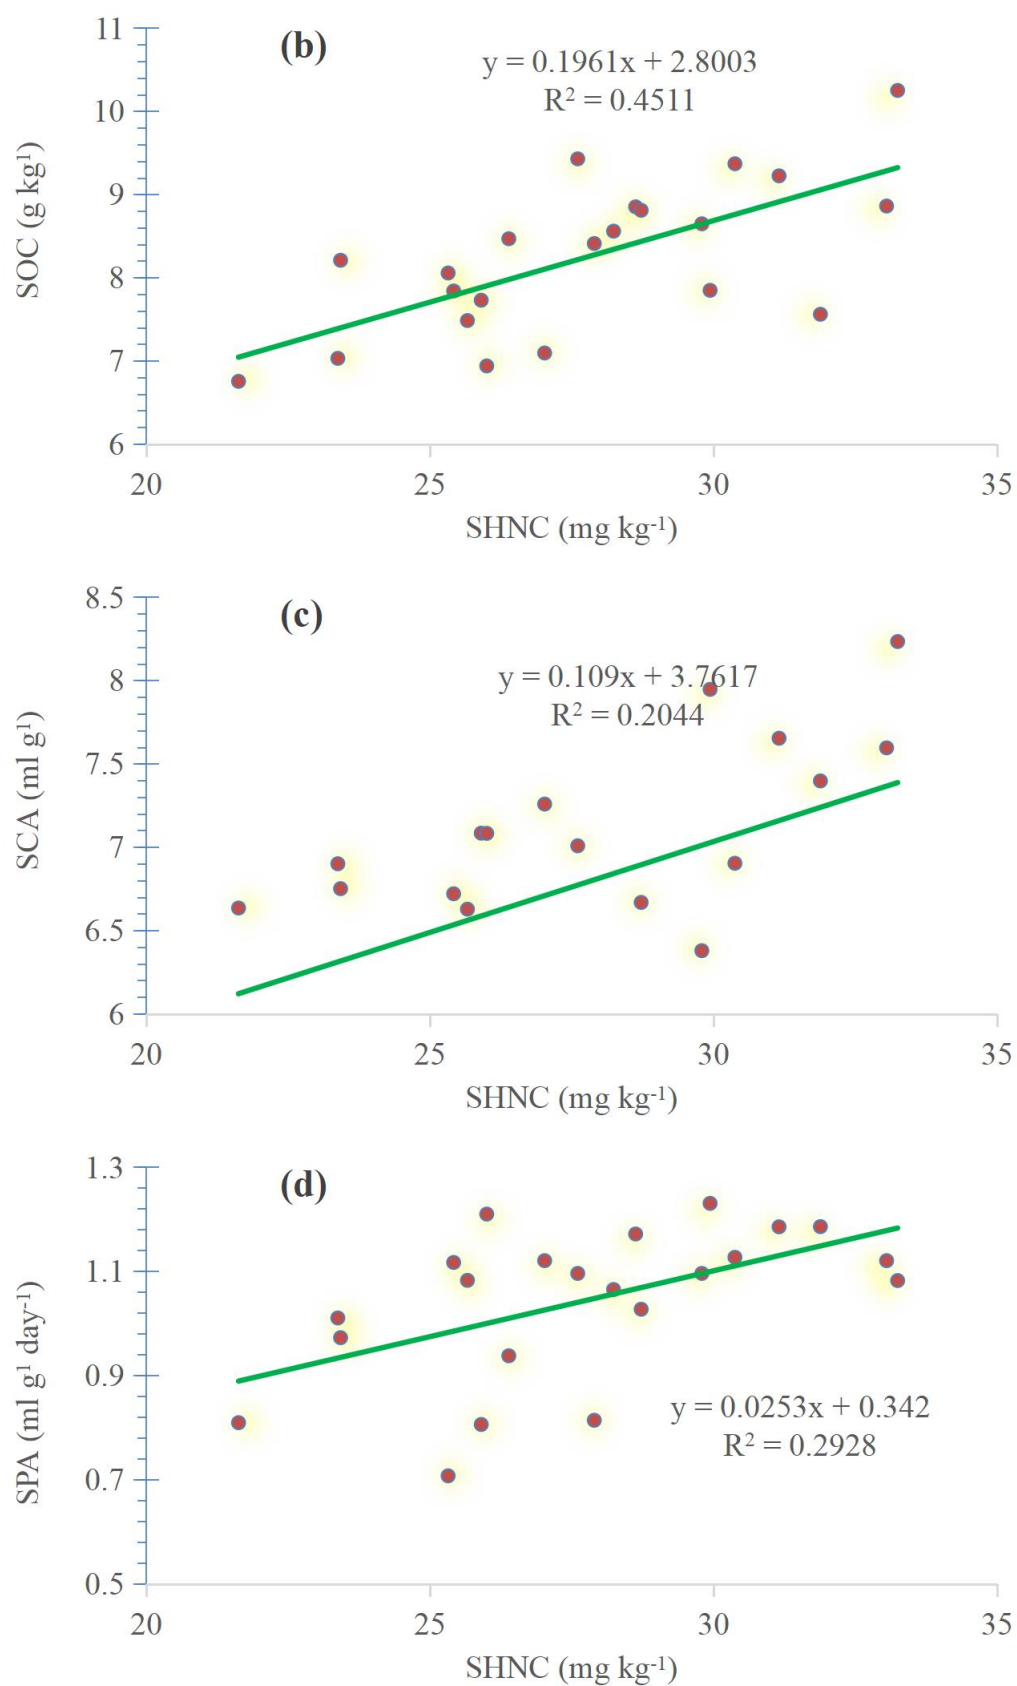 (b)
y = 0.1961x + 2.8003
R² = 0.4511
11
10
9
8
7
6
SOC (g kg¹)
20 25 30 35
SHNC (mg kg⁻¹)
(c)
y = 0.109x + 3.7617
R² = 0.2044
8.5
8
7.5
7
6.5
6
SCA (ml g¹)
20 25 30 35
SHNC (mg kg⁻¹)
(d)
1.3
1.1
0.9
0.7
0.5
SPA (ml g¹ day⁻¹)
y = 0.0253x + 0.342
R² = 0.2928
20 25 30 35
SHNC (mg kg⁻¹)